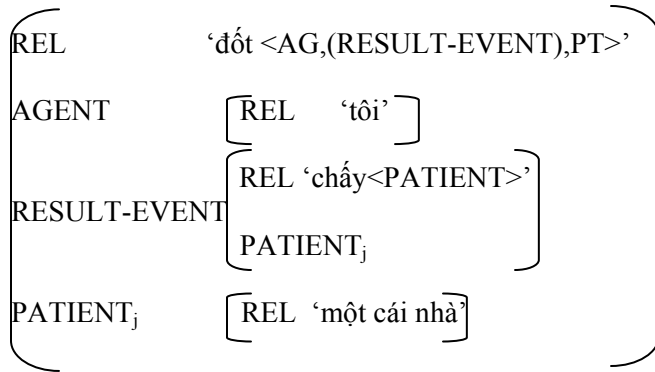 REL ‘đốt <AG,(RESULT-EVENT),PT>’
AGENT REL ‘tôi’
REL ‘chấy<PATIENT>’
RESULT-EVENT
PATIENTj
PATIENTj REL ‘một cái nhà’